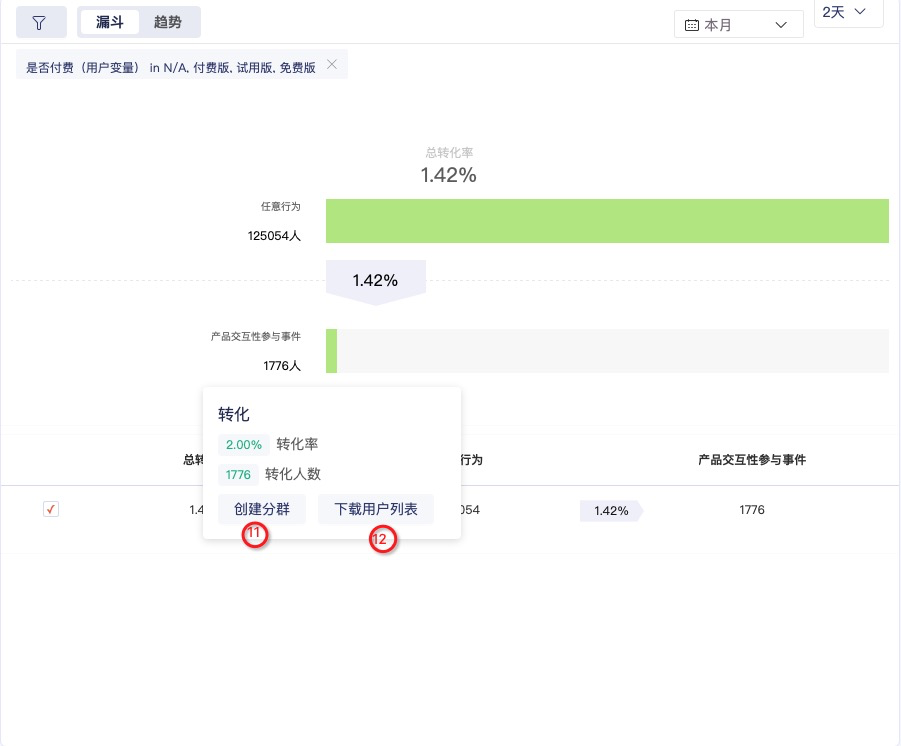 漏斗 趋势 本月 2天
是否付费（用户变量） in N/A, 付费版, 试用版, 免费版
总转化率
1.42%
任意行为
125054人
1.42%
产品交互性参与事件
1776人
转化
2.00% 转化率
1776 转化人数
创建分群 下载用户列表
11 12
总转 行为 产品交互性参与事件
1.4 054 1.42% 1776